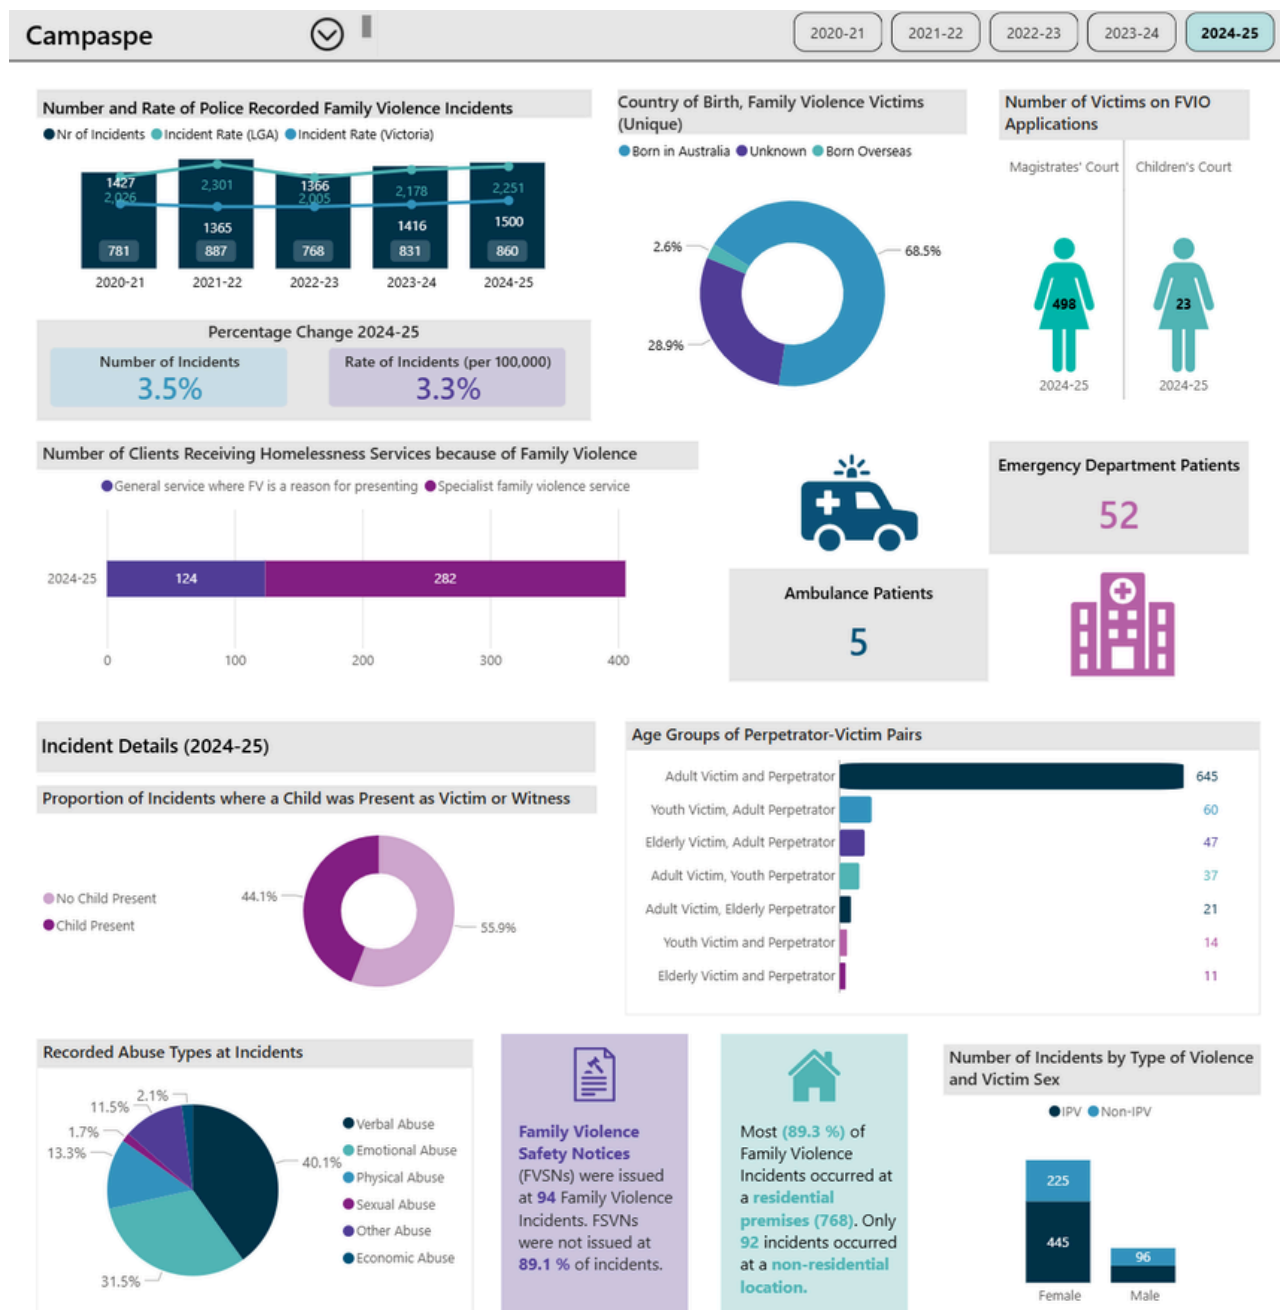 Campaspe
2020-21
2021-22
2022-23
2023-24
2024-25
Number and Rate of Police Recorded Family Violence Incidents
Nr of Incidents
Incident Rate (LGA)
Incident Rate (Victoria)
1427
2,026
781
2,301
1365
887
1366
2,005
768
2,178
1416
831
2,251
1500
860
2020-21
2021-22
2022-23
2023-24
2024-25
Percentage Change 2024-25
Number of Incidents
3.5%
Rate of Incidents (per 100,000)
3.3%
Country of Birth, Family Violence Victims
(Unique)
Born in Australia
Unknown
Born Overseas
2.6%
68.5%
28.9%
Number of Victims on FVIO
Applications
Magistrates' Court
Children's Court
498
23
2024-25
2024-25
Number of Clients Receiving Homelessness Services because of Family Violence
General service where FV is a reason for presenting
Specialist family violence service
2024-25
124
282
0
100
200
300
400
Emergency Department Patients
52
Ambulance Patients
5
Incident Details (2024-25)
Proportion of Incidents where a Child was Present as Victim or Witness
No Child Present
Child Present
44.1%
55.9%
Age Groups of Perpetrator-Victim Pairs
Adult Victim and Perpetrator
645
Youth Victim, Adult Perpetrator
60
Elderly Victim, Adult Perpetrator
47
Adult Victim, Youth Perpetrator
37
Adult Victim, Elderly Perpetrator
21
Youth Victim and Perpetrator
14
Elderly Victim and Perpetrator
11
Recorded Abuse Types at Incidents
2.1%
11.5%
1.7%
13.3%
40.1%
31.5%
Verbal Abuse
Emotional Abuse
Physical Abuse
Sexual Abuse
Other Abuse
Economic Abuse
Family Violence
Safety Notices
(FVSNs) were issued
at 94 Family Violence
Incidents. FSVNs
were not issued at
89.1 % of incidents.
Most (89.3 %) of
Family Violence
Incidents occurred at
a residential
premises (768). Only
92 incidents occurred
at a non-residential
location.
Number of Incidents by Type of Violence
and Victim Sex
IPV
Non-IPV
225
445
96
Female
Male